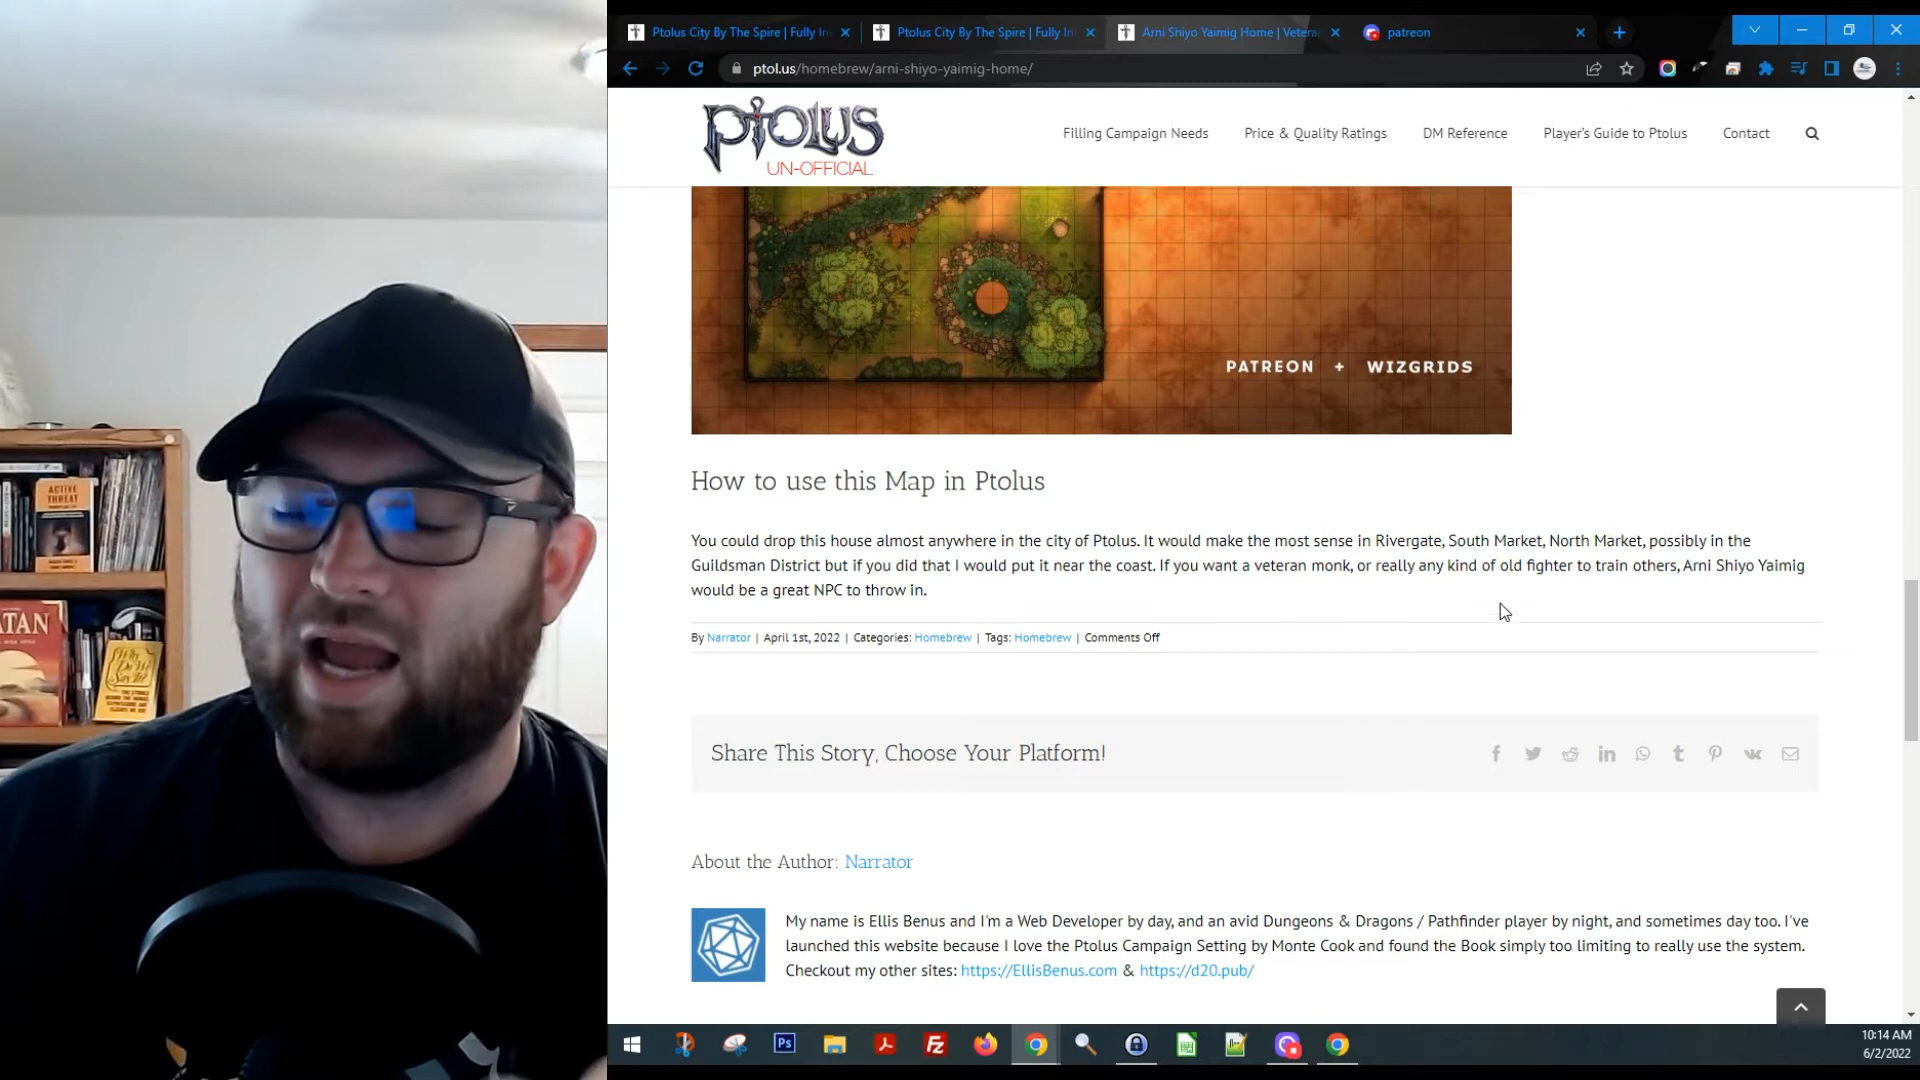 Ptolus City By The Spire | Fully In
Ptolus City By The Spire | Fully In
Arni Shiyo Yaimig Home | Vetera
patreon
ptol.us/homebrew/arni-shiyo-yaimig-home/
PTOLUS
UN-OFFICIAL
Filling Campaign Needs
Price & Quality Ratings
DM Reference
Player's Guide to Ptolus
Contact
PATREON + WIZGRIDS
How to use this Map in Ptolus
You could drop this house almost anywhere in the city of Ptolus. It would make the most sense in Rivergate, South Market, North Market, possibly in the
Guildsman District but if you did that I would put it near the coast. If you want a veteran monk, or really any kind of old fighter to train others, Arni Shiyo Yaimig
would be a great NPC to throw in.
By Narrator | April 1st, 2022 | Categories: Homebrew | Tags: Homebrew | Comments Off
Share This Story, Choose Your Platform!
About the Author: Narrator
My name is Ellis Benus and I'm a Web Developer by day, and an avid Dungeons & Dragons / Pathfinder player by night, and sometimes day too. I've
launched this website because I love the Ptolus Campaign Setting by Monte Cook and found the Book simply too limiting to really use the system.
Checkout my other sites: https://EllisBenus.com & https://d20.pub/
Ps
Fz
10:14 AM
6/2/2022
ACTIVE
THREAT
ATAN
Why
Do We
Say It?